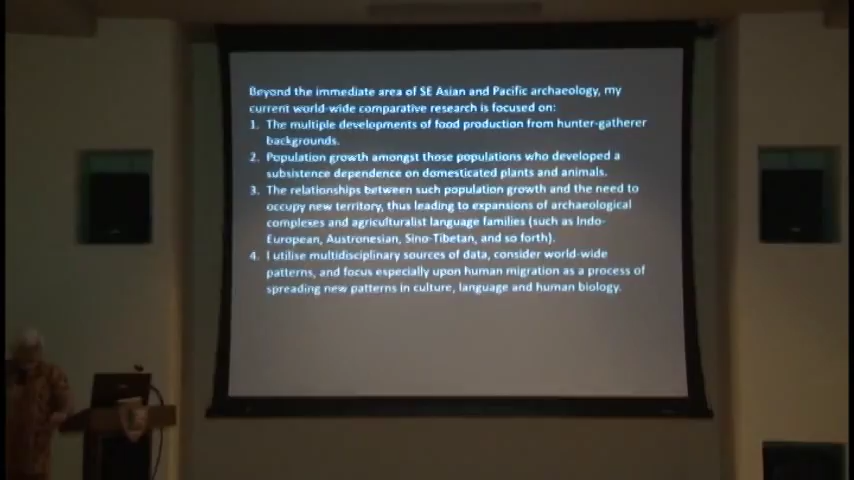 Beyond the immediate area of SE Asian and Pacific archaeology, my
current world-wide comparative research is focused on:
1. The multiple developments of food production from hunter-gatherer
backgrounds.
2. Population growth amongst those populations who developed a
subsistence dependence on domesticated plants and animals.
3. The relationships between such population growth and the need to
occupy new territory, thus leading to expansions of archaeological
complexes and agriculturalist language families (such as Indo-
European, Austronesian, Sino-Tibetan, and so forth).
4. I utilise multidisciplinary sources of data, consider world-wide
patterns, and focus especially upon human migration as a process of
spreading new patterns in culture, language and human biology.